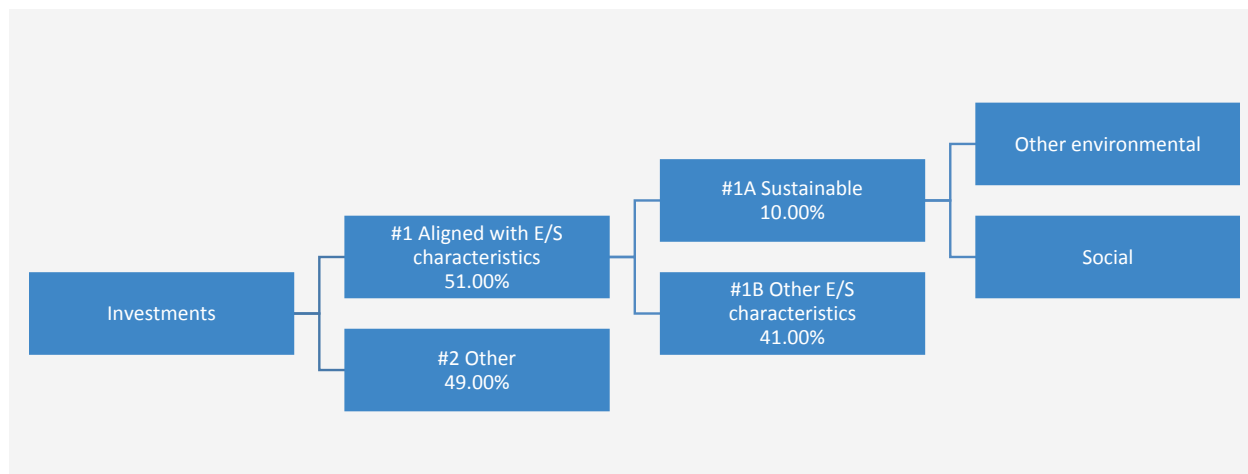 Investments
#1 Aligned with E/S
characteristics
51.00%
#2 Other
49.00%
#1A Sustainable
10.00%
#1B Other E/S
characteristics
41.00%
Other environmental
Social